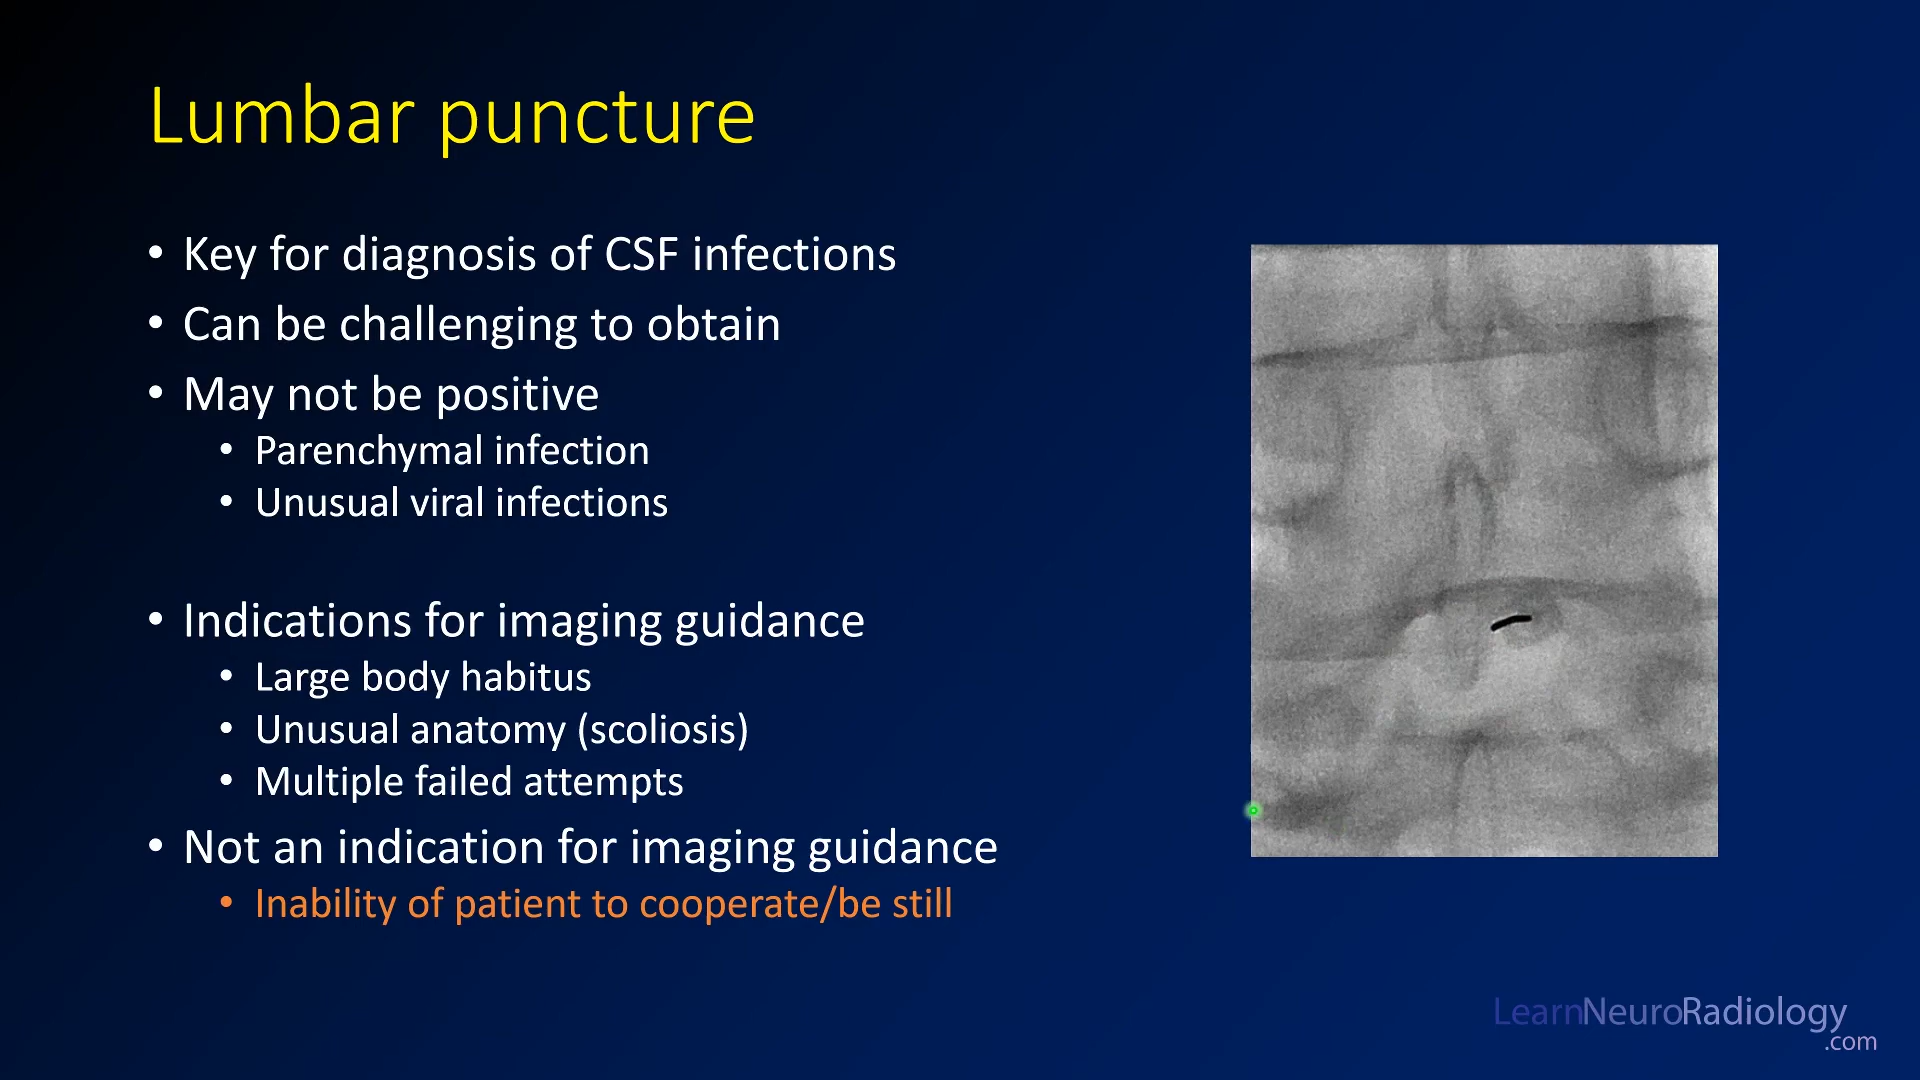 Lumbar puncture
• Key for diagnosis of CSF infections
• Can be challenging to obtain
• May not be positive
• Parenchymal infection
• Unusual viral infections
• Indications for imaging guidance
• Large body habitus
• Unusual anatomy (scoliosis)
• Multiple failed attempts
• Not an indication for imaging guidance
• Inability of patient to cooperate/be still
LearnNeuroRadiology
.com